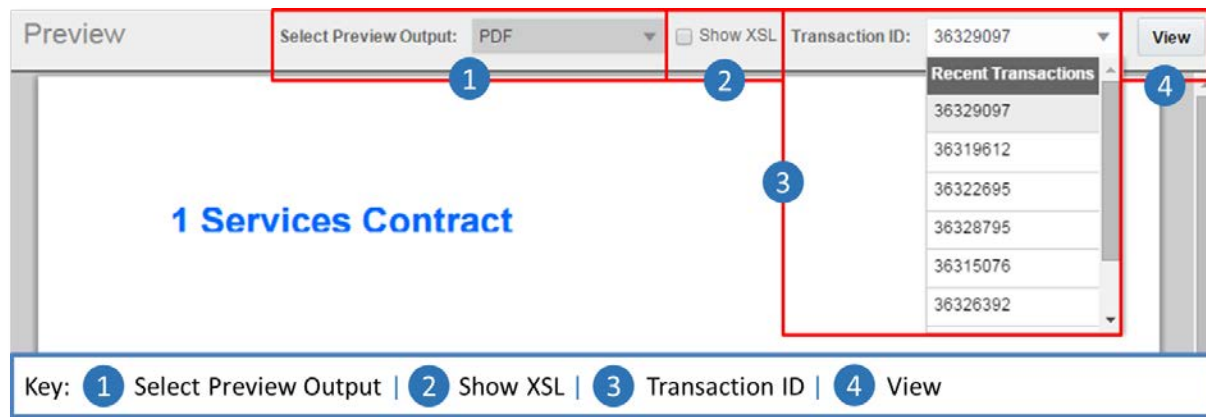 Preview Select Preview Output: PDF Show XSL Transaction ID: 36329097 View
1 2 4
Recent Transactions
36329097
36319612
3
36322695
1 Services Contract
36328795
36315076
36326392
Key: 1 Select Preview Output | 2 Show XSL | 3 Transaction ID | 4 View